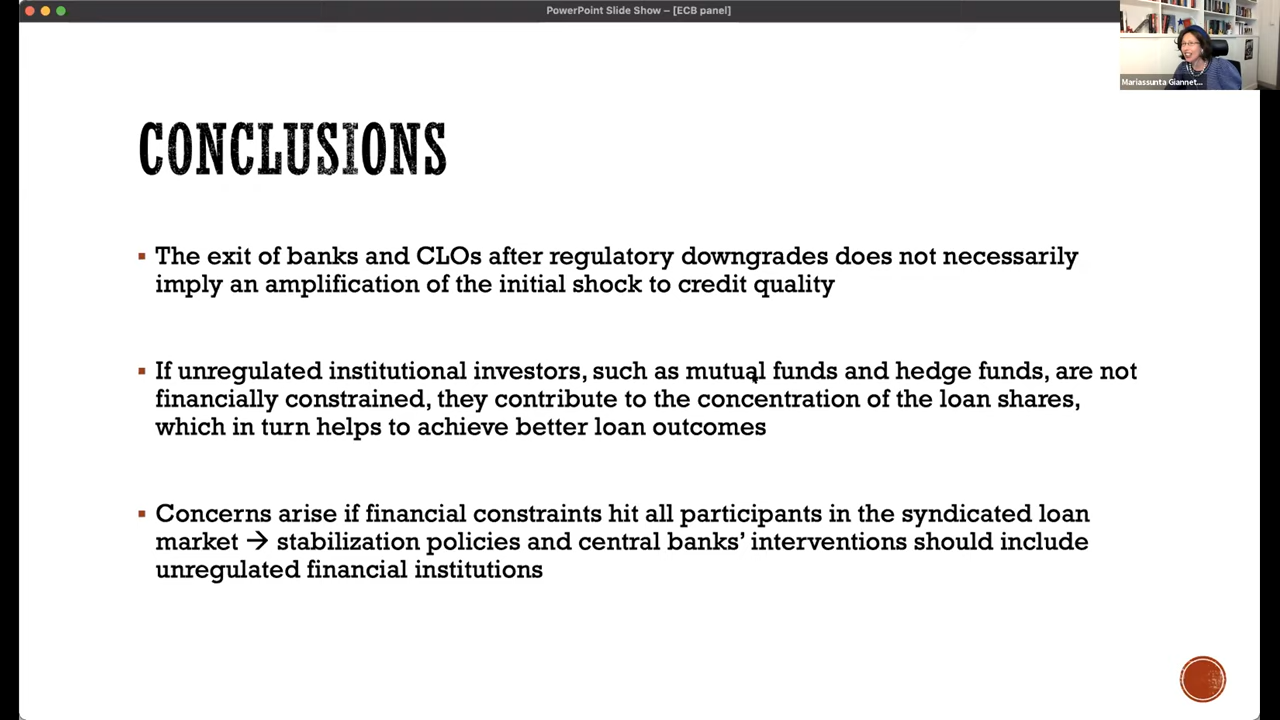 PowerPoint Slide Show – [ECB panel]
Mariassunta Giannet...
CONCLUSIONS
▪ The exit of banks and CLOs after regulatory downgrades does not necessarily
imply an amplification of the initial shock to credit quality
▪ If unregulated institutional investors, such as mutual funds and hedge funds, are not
financially constrained, they contribute to the concentration of the loan shares,
which in turn helps to achieve better loan outcomes
▪ Concerns arise if financial constraints hit all participants in the syndicated loan
market → stabilization policies and central banks’ interventions should include
unregulated financial institutions